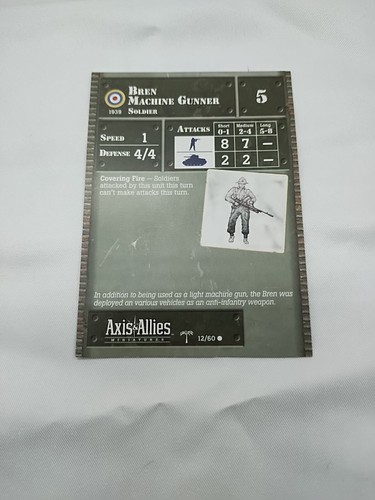 BREN
MACHINE GUNNER
1939 SOLDIER
5
SPEED 1
DEFENSE 4/4
ATTACKS Short 0-1 Medium 2-4 Long 5-8
8 7 –
2 2 –
Covering Fire — Soldiers
attacked by this unit this turn
can't make attacks this turn.
In addition to being used as a light machine gun, the Bren was
deployed on various vehicles as an anti-infantry weapon.
Axis & Allies
MINIATURES
12/60